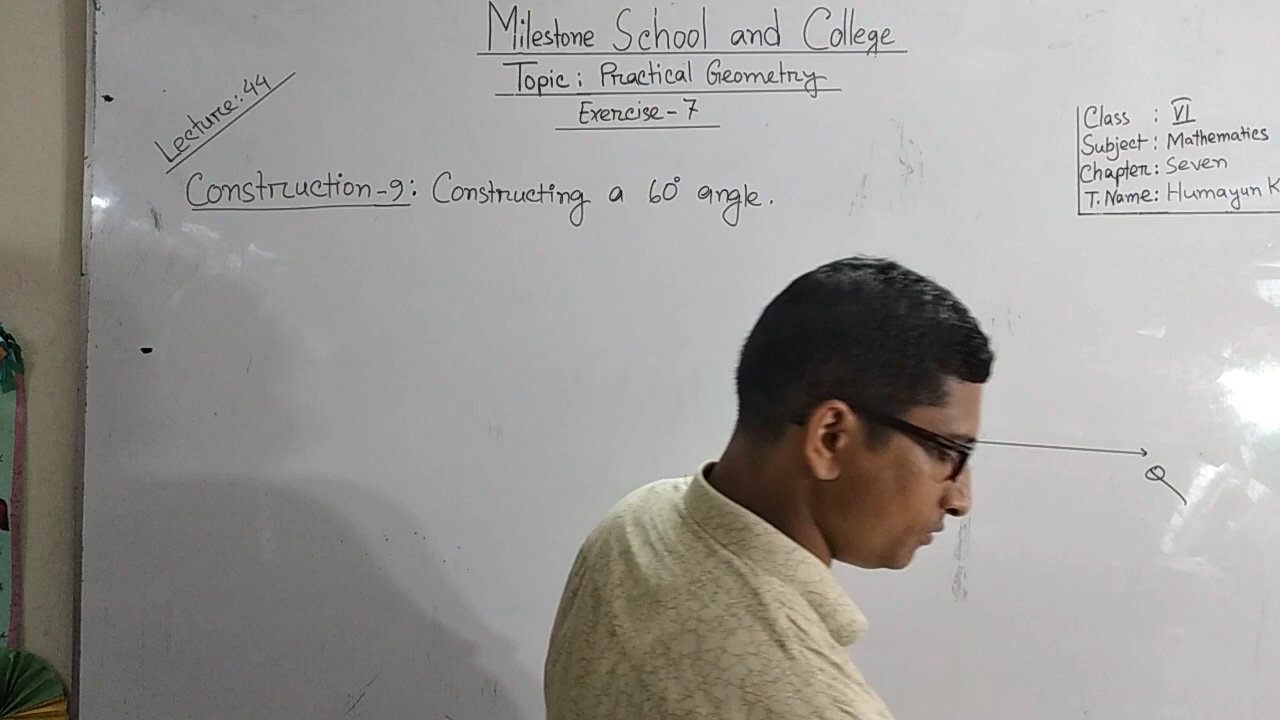 Milestone School and College
Topic: Practical Geometry
Exercise-7
Lecture: 44
Class : VI
Subject: Mathematics
Chapter: Seven
T. Name: Humayun K
Construction-9: Constructing a 60° angle.
Q